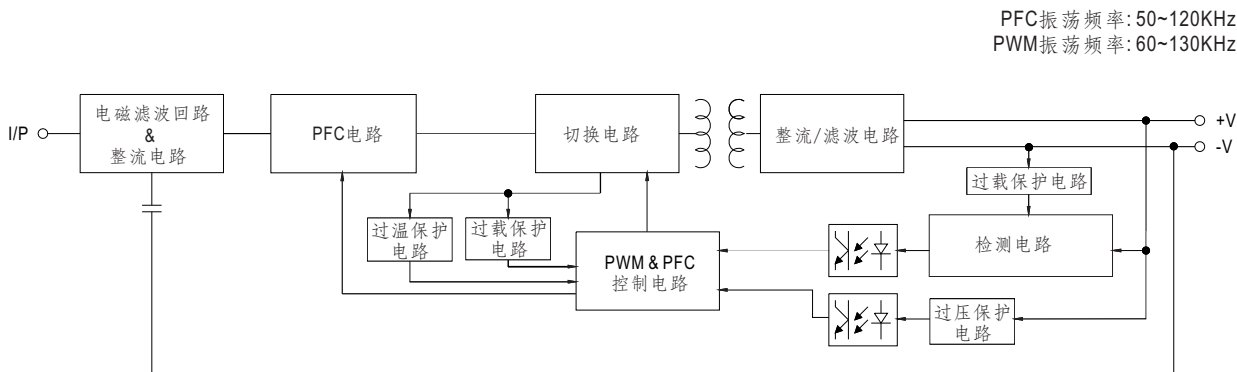 PFC振荡频率: 50~120KHz
PWM振荡频率: 60~130KHz
I/P
电磁滤波回路
&
整流电路
PFC电路
切换电路
整流/滤波电路
+V
-V
过载保护电路
过温保护
电路
过载保护
电路
PWM & PFC
控制电路
检测电路
过压保护
电路